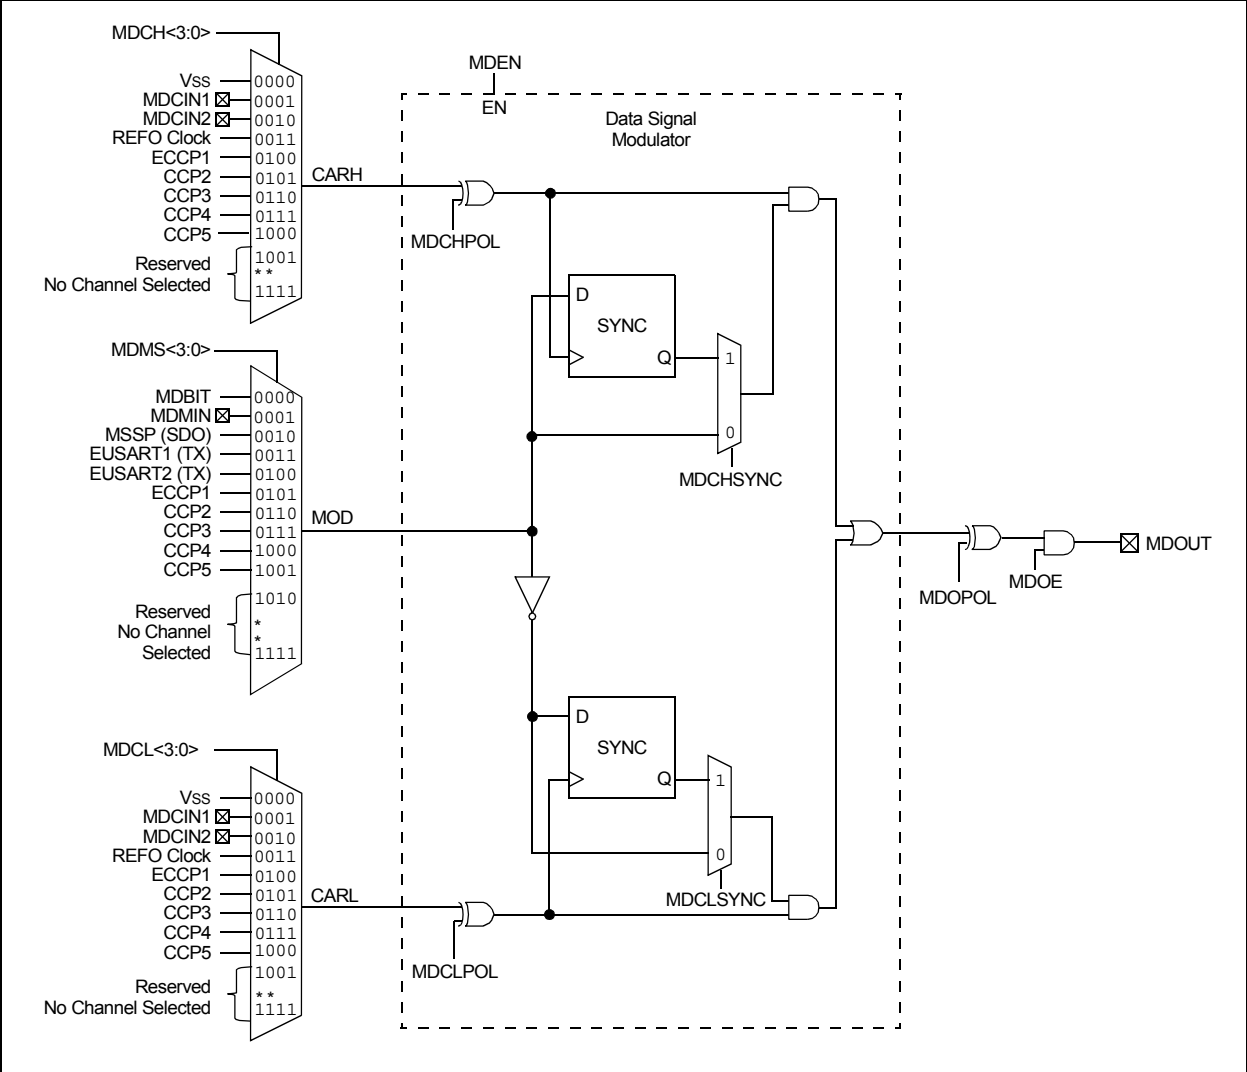 MDCH<3:0>
VSS 0000
MDCIN1 0001
MDCIN2 0010
REFO Clock 0011
ECCP1 0100
CCP2 0101
CCP3 0110
CCP4 0111
CCP5 1000
Reserved
No Channel Selected
1001
**
1111
CARH
MDEN
EN
Data Signal
Modulator
MDCHPOL
D
SYNC
Q
1
0
MDCHSYNC
MDMS<3:0>
MDBIT 0000
MDMIN 0001
MSSP (SDO) 0010
EUSART1 (TX) 0011
EUSART2 (TX) 0100
ECCP1 0101
CCP2 0110
CCP3 0111
CCP4 1000
CCP5 1001
Reserved
No Channel
Selected
1010
*
*
1111
MOD
MDOPOL
MDOE
MDOUT
D
SYNC
Q
1
0
MDCLSYNC
MDCL<3:0>
VSS 0000
MDCIN1 0001
MDCIN2 0010
REFO Clock 0011
ECCP1 0100
CCP2 0101
CCP3 0110
CCP4 0111
CCP5 1000
Reserved
No Channel Selected
1001
**
1111
CARL
MDCLPOL